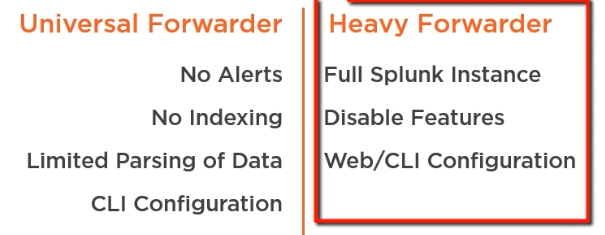 Universal Forwarder
No Alerts
No Indexing
Limited Parsing of Data
CLI Configuration
Heavy Forwarder
Full Splunk Instance
Disable Features
Web/CLI Configuration